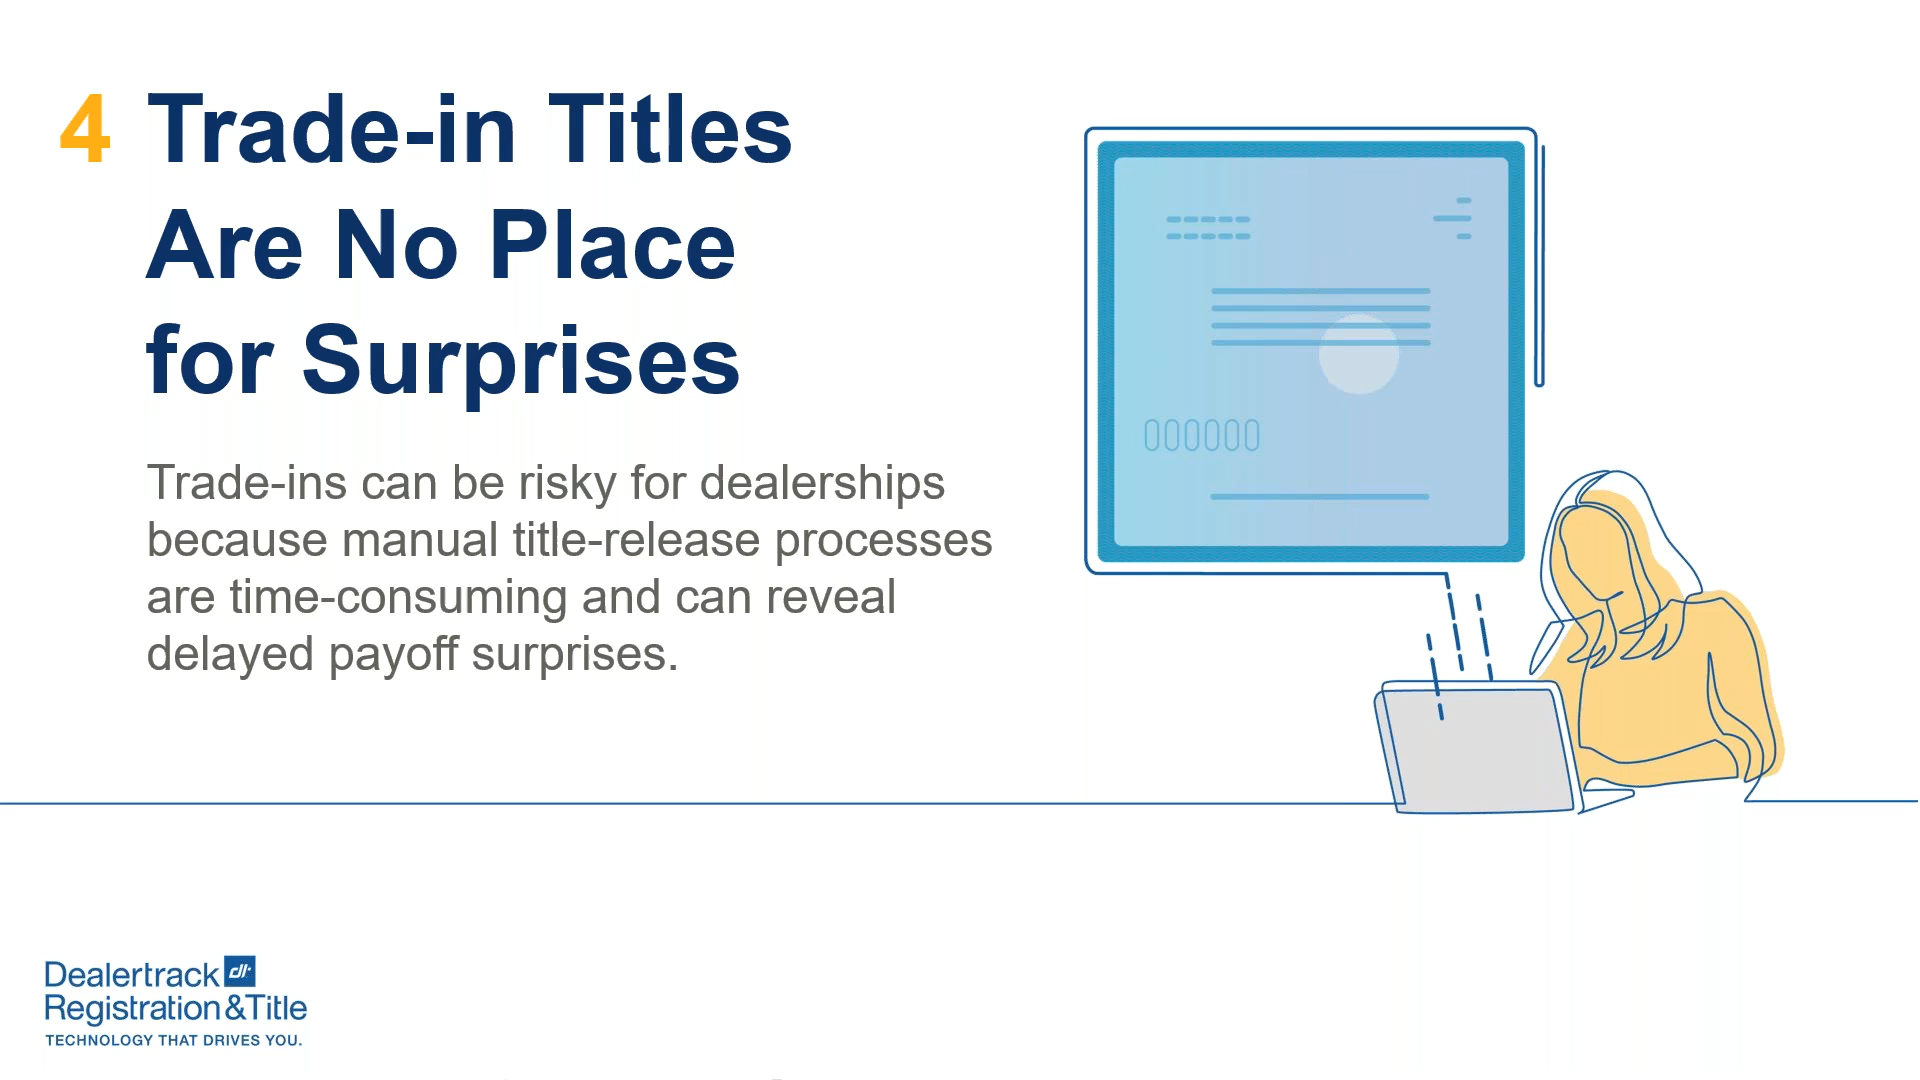 4 Trade-in Titles
Are No Place
for Surprises
Trade-ins can be risky for dealerships
because manual title-release processes
are time-consuming and can reveal
delayed payoff surprises.
Dealertrack dt
Registration&Title
TECHNOLOGY THAT DRIVES YOU.